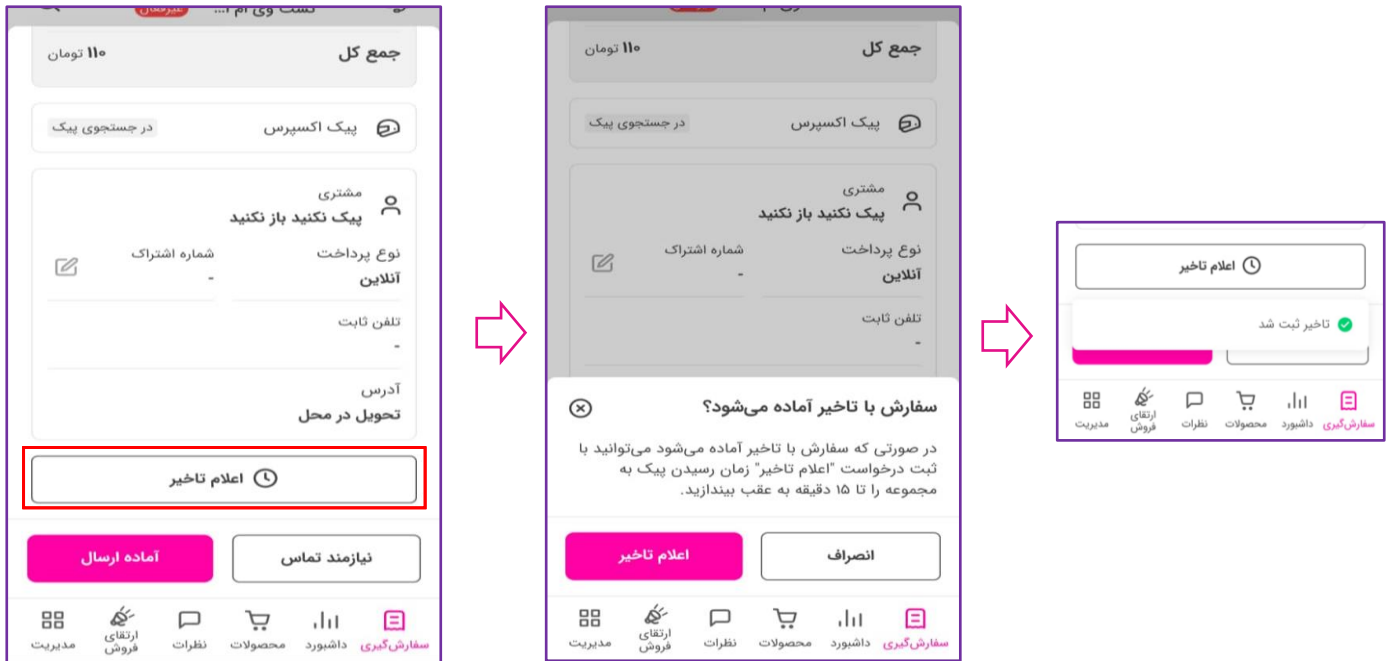 تست وی ام ا... غیرفعال
جمع کل ۱۱۰ تومان
پیک اکسپرس در جستجوی پیک
مشتری
پیک نکنید باز نکنید
نوع پرداخت شماره اشتراک
آنلاین -
تلفن ثابت
-
آدرس
تحویل در محل
اعلام تاخیر
نیازمند تماس آماده ارسال
سفارش‌گیری داشبورد محصولات نظرات ارتقای فروش مدیریت
جمع کل ۱۱۰ تومان
پیک اکسپرس در جستجوی پیک
مشتری
پیک نکنید باز نکنید
نوع پرداخت شماره اشتراک
آنلاین -
تلفن ثابت
-
سفارش با تاخیر آماده می‌شود؟
در صورتی که سفارش با تاخیر آماده می‌شود می‌توانید با
ثبت درخواست "اعلام تاخیر" زمان رسیدن پیک به
مجموعه را تا ۱۵ دقیقه به عقب بیندازید.
انصراف اعلام تاخیر
سفارش‌گیری داشبورد محصولات نظرات ارتقای فروش مدیریت
اعلام تاخیر
تاخیر ثبت شد
سفارش‌گیری داشبورد محصولات نظرات ارتقای فروش مدیریت